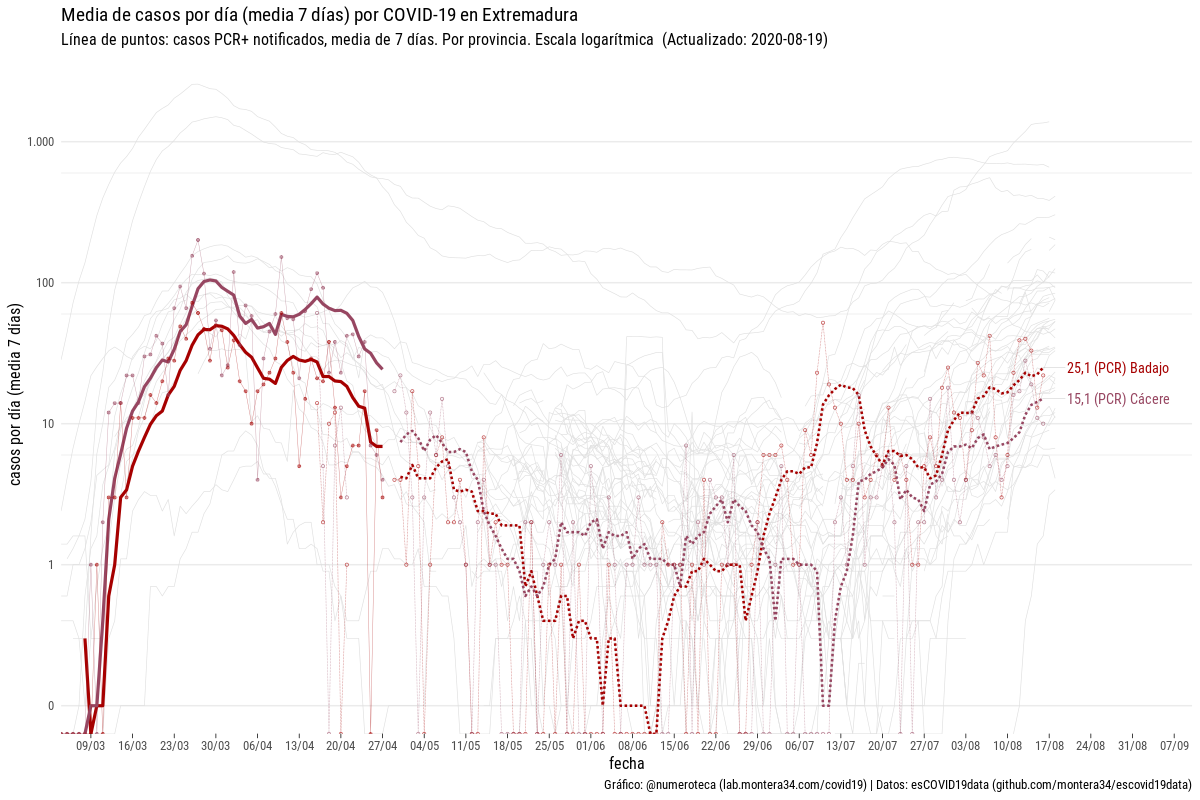 Media de casos por día (media 7 días) por COVID-19 en Extremadura
Línea de puntos: casos PCR+ notificados, media de 7 días. Por provincia. Escala logarítmica (Actualizado: 2020-08-19)
casos por día (media 7 días)
1.000
100
10
1
0
25,1 (PCR) Badajo
15,1 (PCR) Cácere
09/03 16/03 23/03 30/03 06/04 13/04 20/04 27/04 04/05 11/05 18/05 25/05 01/06 08/06 15/06 22/06 29/06 06/07 13/07 20/07 27/07 03/08 10/08 17/08 24/08 31/08 07/09
fecha
Gráfico: @numeroteca (lab.montera34.com/covid19) | Datos: esCOVID19data (github.com/montera34/escovid19data)